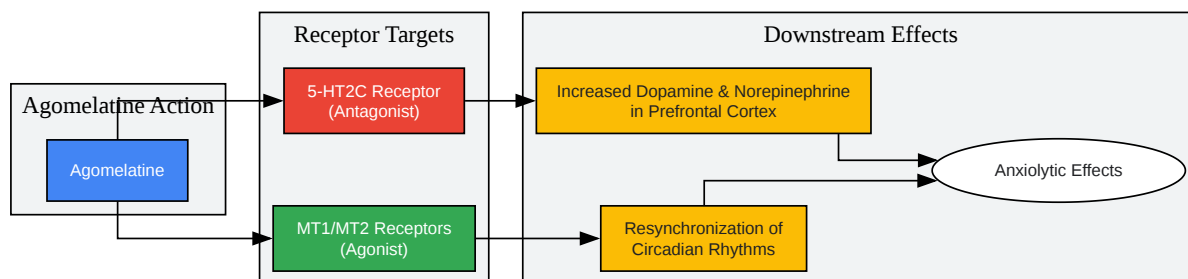 Agomelatine Action
Agomelatine
Receptor Targets
5-HT2C Receptor
(Antagonist)
MT1/MT2 Receptors
(Agonist)
Downstream Effects
Increased Dopamine & Norepinephrine
in Prefrontal Cortex
Resynchronization of
Circadian Rhythms
Anxiolytic Effects